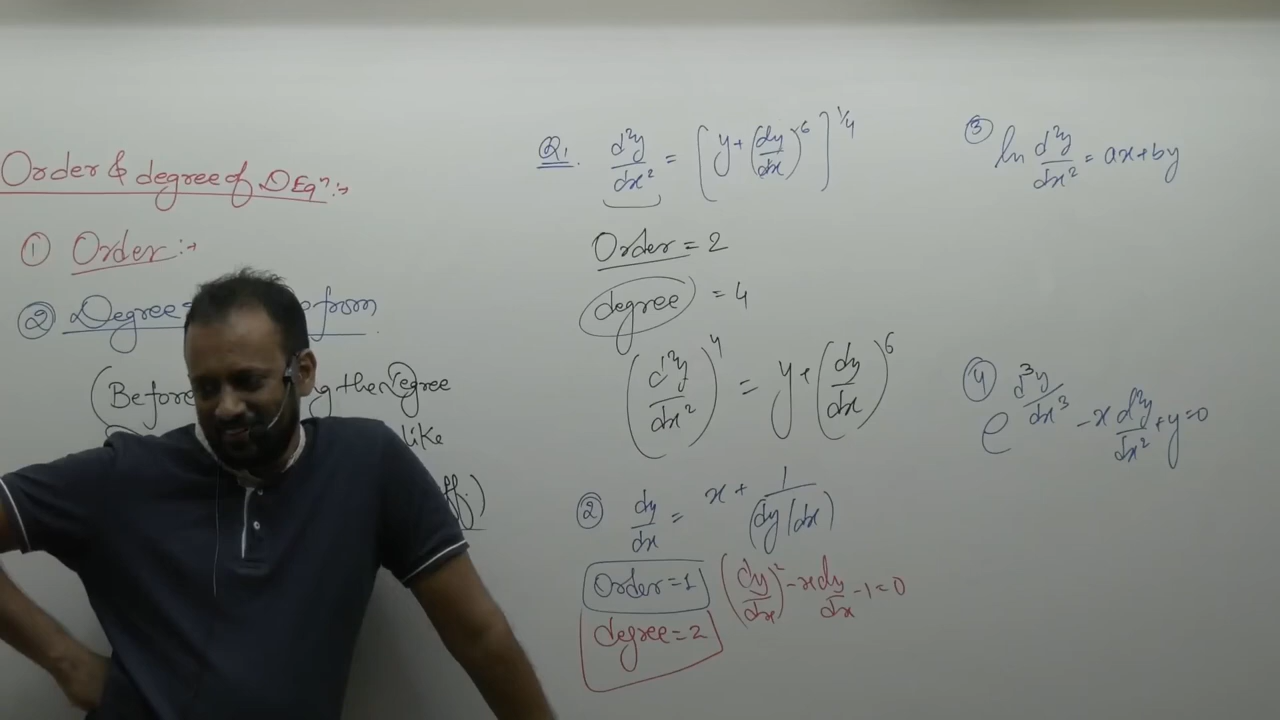 Order & degree of D Eqⁿ:-
① Order :-
② Degree from
(Before the Degree
like
Q1. d²y/dx² = [y+(dy/dx)⁶]^1/4
Order = 2
degree = 4
(d²y/dx²)⁴ = y+(dy/dx)⁶
② dy/dx = x + 1/(dy/dx)
Order=1 (dy/dx)² - x dy/dx - 1 = 0
degree=2
③ ln d²y/dx² = ax+by
④ e^(d³y/dx³) - x d²y/dx² + y = 0